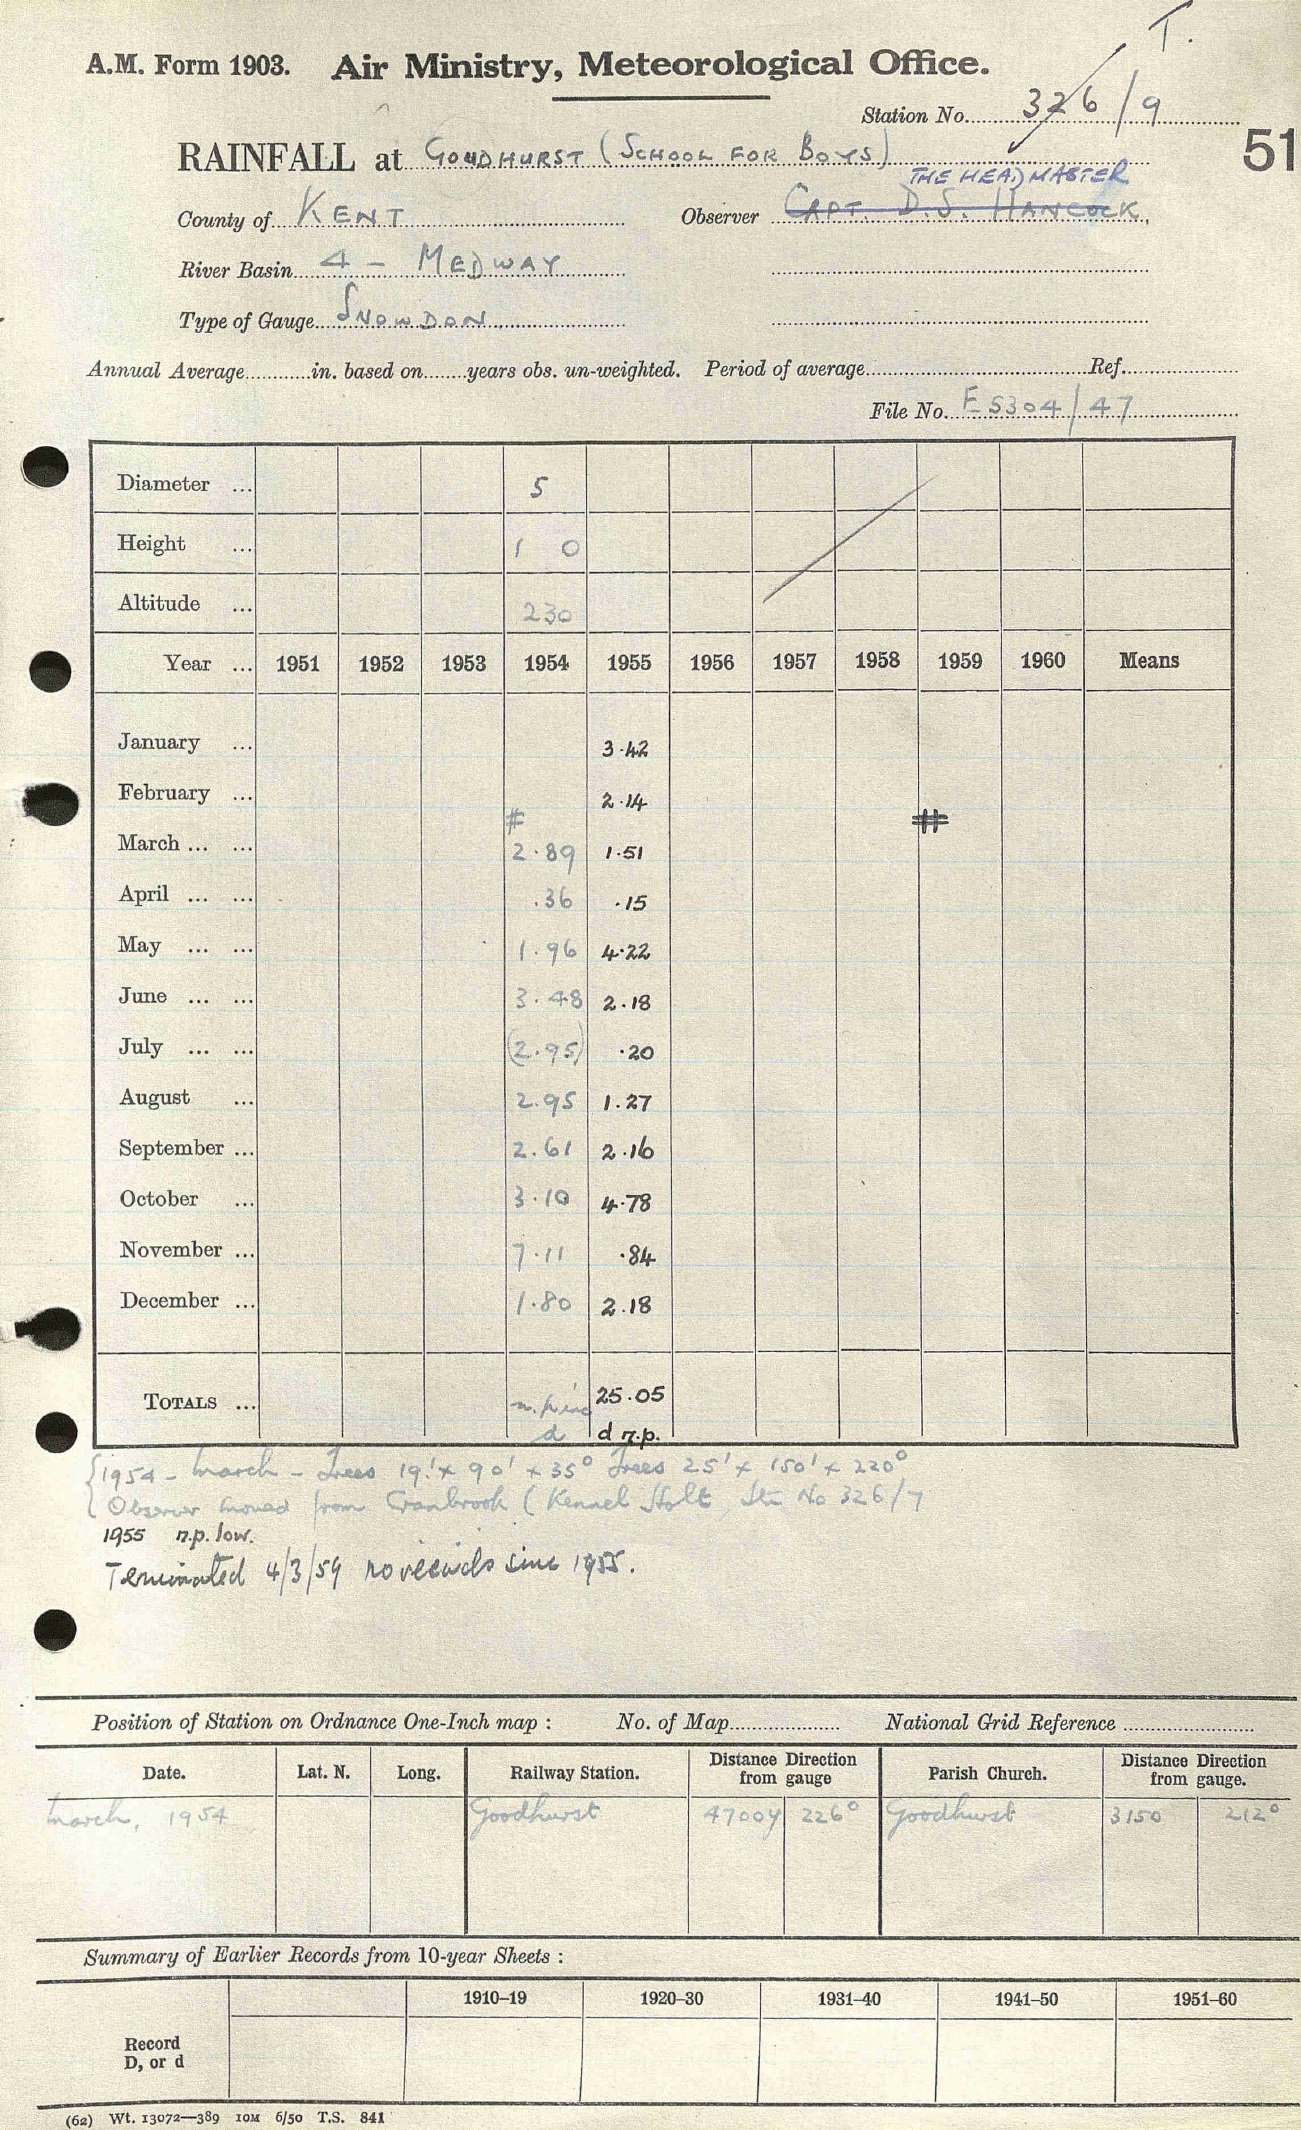 T.
A.M. Form 1903. Air Ministry, Meteorological Office.
Station No. 326/9
51
RAINFALL at GOUDHURST (SCHOOL FOR BOYS)
THE HEADMASTER
County of KENT Observer CAPT. D.S. HANCOCK
River Basin 4 - MEDWAY
Type of Gauge SNOWDON
Annual Average in. based on years obs. un-weighted. Period of average Ref.
File No. ES304/47
Diameter ... 5
Height ... 1 0
Altitude ... 230
Year ... 1951 1952 1953 1954 1955 1956 1957 1958 1959 1960 Means
January ... 3.42
February ... 2.14
# #
March ... ... 2.89 1.51
April ... ... .36 .15
May ... ... 1.96 4.22
June ... ... 3.48 2.18
July ... ... (2.95) .20
August ... 2.95 1.27
September ... 2.61 2.16
October ... 3.10 4.78
November ... 7.11 .84
December ... 1.80 2.18
TOTALS ... 25.05
d d r.p.
{1954 - March - Trees 19' x 90' x 35° Trees 25' x 150' x 220°
Observer moved from Cranbrook (Kennel Holt, Stn No 326/7
1955 r.p. low.
Terminated 4/3/59 no records since 1955.
Position of Station on Ordnance One-Inch map : No. of Map National Grid Reference
Date. Lat. N. Long. Railway Station. Distance Direction from gauge Parish Church. Distance Direction from gauge.
March, 1954 Goodhurst 4700y 226° Goodhurst 3150 212°
Summary of Earlier Records from 10-year Sheets :
1910–19 1920–30 1931–40 1941–50 1951–60
Record
D, or d
(62) Wt. 13072—389 10M 6/50 T.S. 841